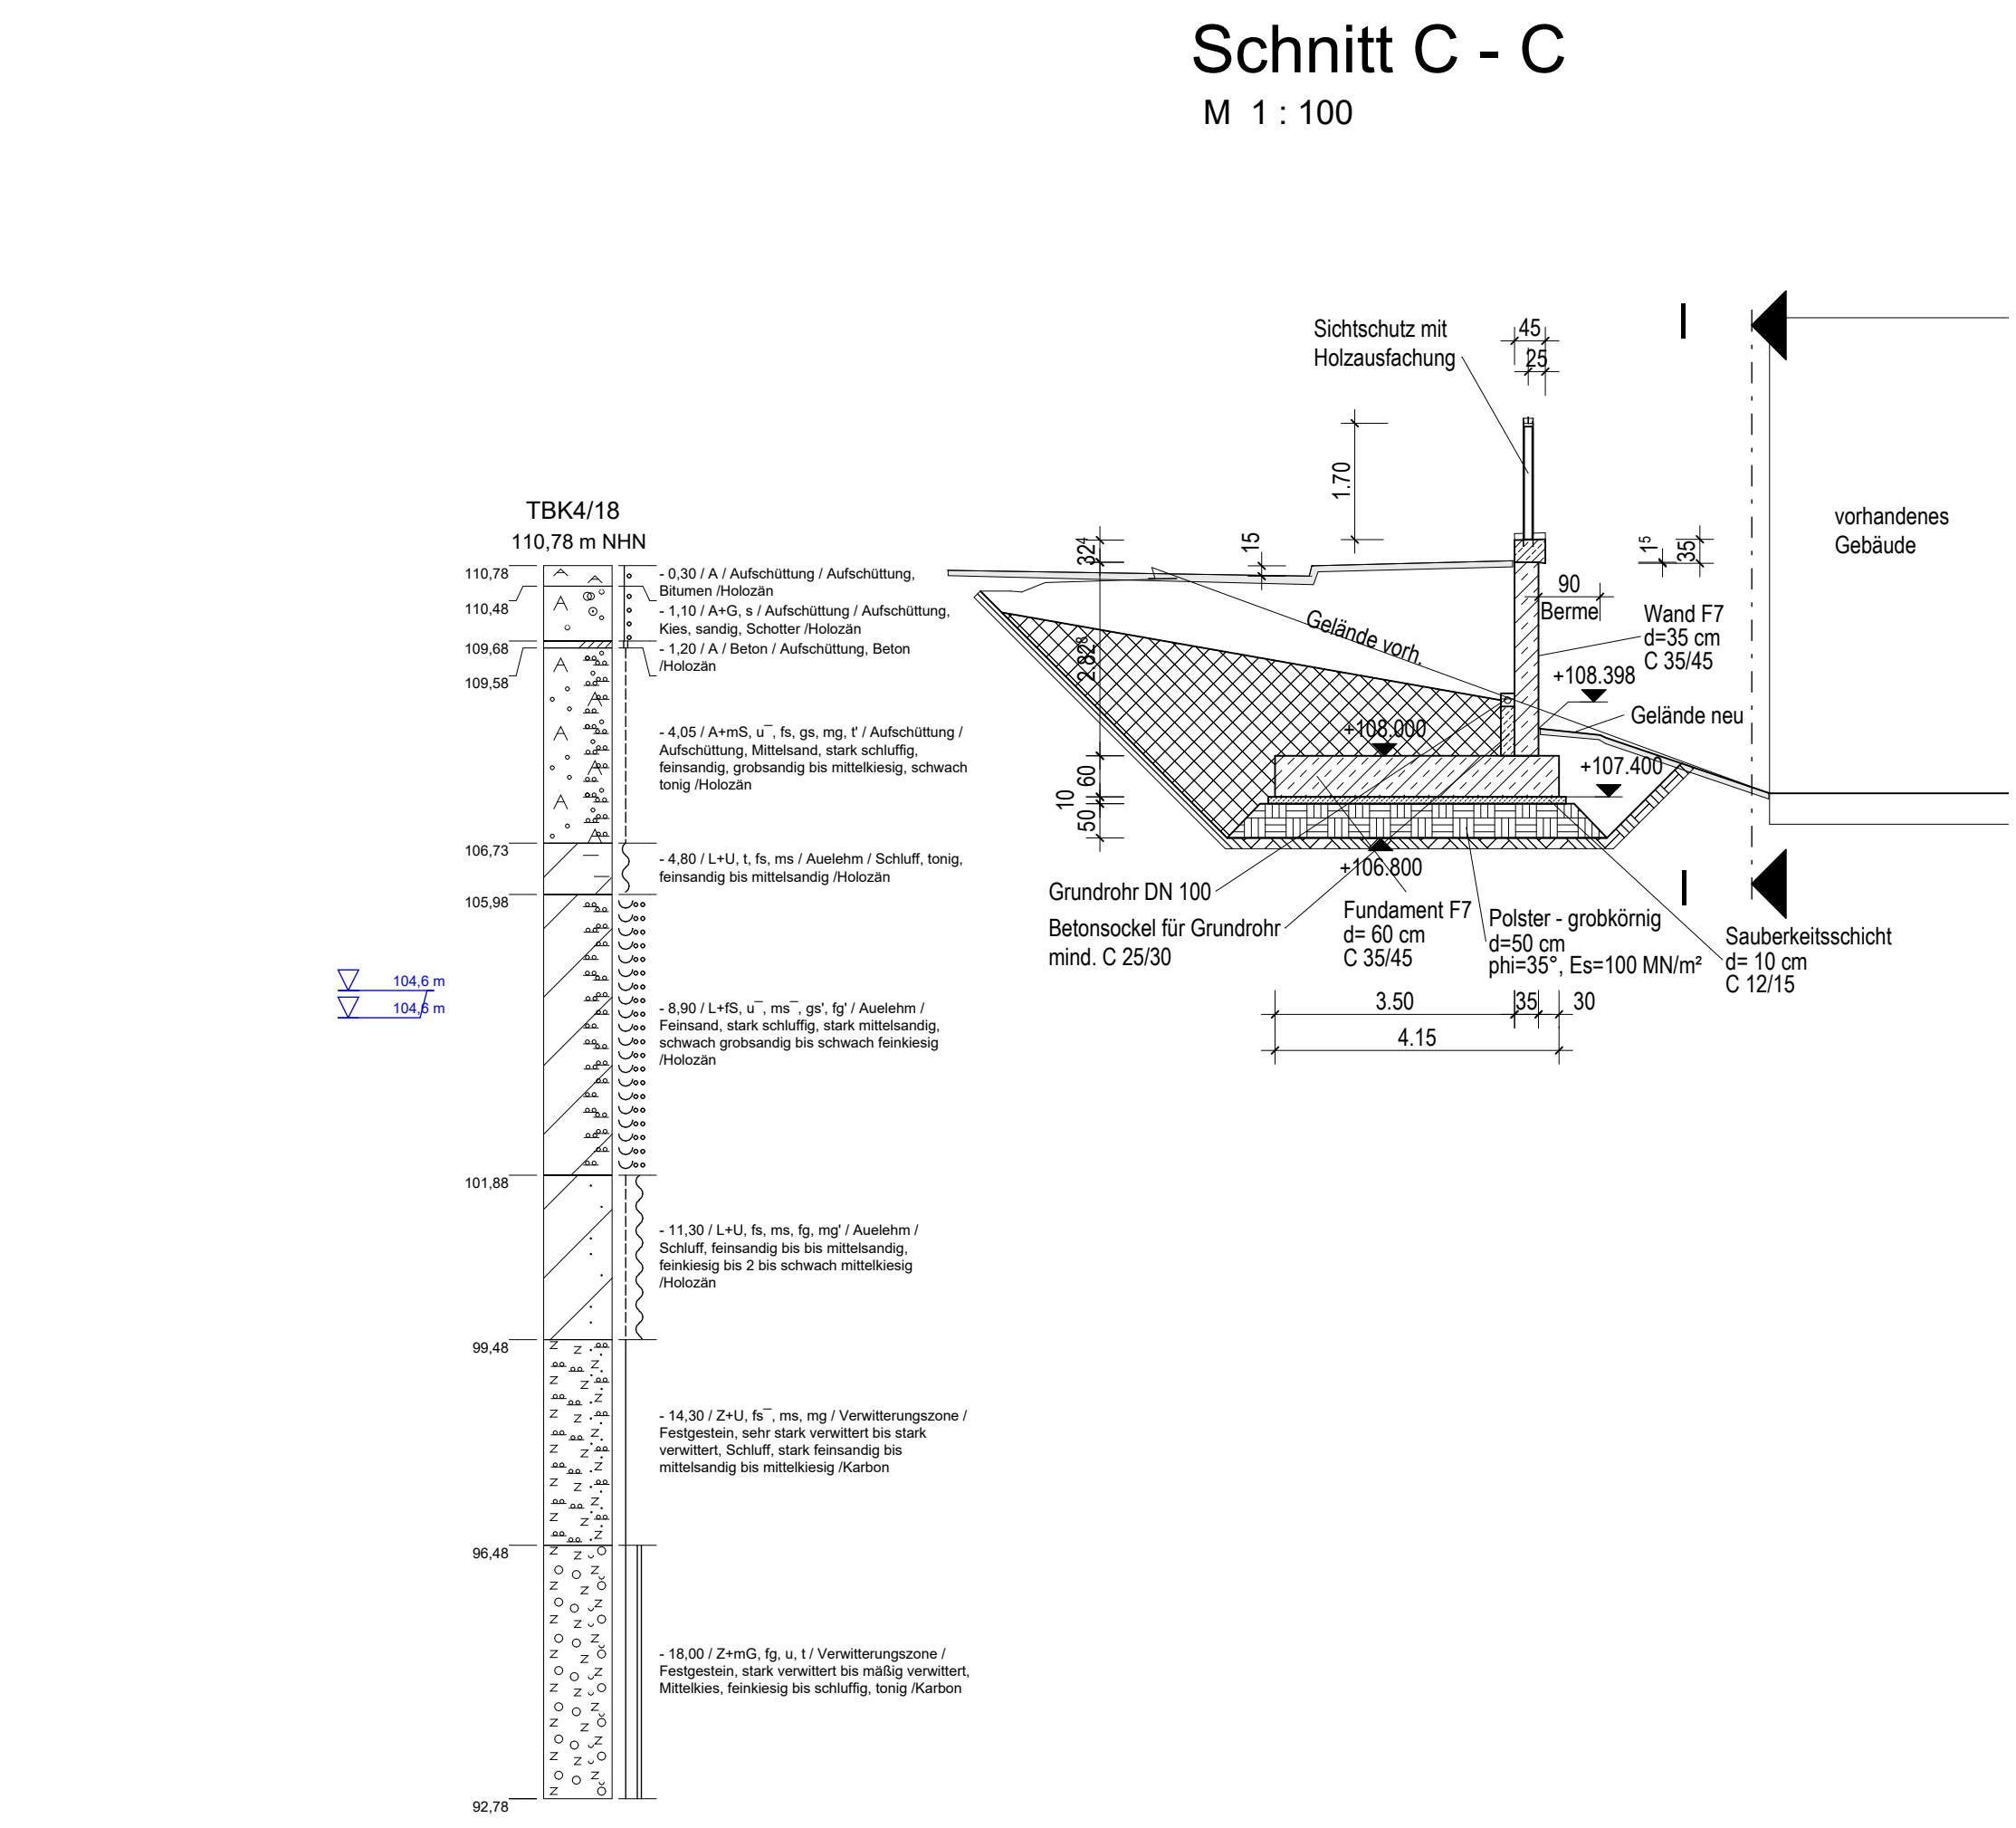 Schnitt C - C
M 1 : 100
TBK4/18
110,78 m NHN
110,78
110,48
109,68
109,58
106,73
105,98
101,88
99,48
96,48
92,78
104,6 m
104,6 m
- 0,30 / A / Aufschüttung / Aufschüttung,
Bitumen /Holozän
- 1,10 / A+G, s / Aufschüttung / Aufschüttung,
Kies, sandig, Schotter /Holozän
- 1,20 / A / Beton / Aufschüttung, Beton
/Holozän
- 4,05 / A+mS, u¯, fs, gs, mg, t' / Aufschüttung /
Aufschüttung, Mittelsand, stark schluffig,
feinsandig, grobsandig bis mittelkiesig, schwach
tonig /Holozän
- 4,80 / L+U, t, fs, ms / Auelehm / Schluff, tonig,
feinsandig bis mittelsandig /Holozän
- 8,90 / L+fS, u¯, ms¯, gs', fg' / Auelehm /
Feinsand, stark schluffig, stark mittelsandig,
schwach grobsandig bis schwach feinkiesig
/Holozän
- 11,30 / L+U, fs, ms, fg, mg' / Auelehm /
Schluff, feinsandig bis bis mittelsandig,
feinkiesig bis 2 bis schwach mittelkiesig
/Holozän
- 14,30 / Z+U, fs¯, ms, mg / Verwitterungszone /
Festgestein, sehr stark verwittert bis stark
verwittert, Schluff, stark feinsandig bis
mittelsandig bis mittelkiesig /Karbon
- 18,00 / Z+mG, fg, u, t / Verwitterungszone /
Festgestein, stark verwittert bis mäßig verwittert,
Mittelkies, feinkiesig bis schluffig, tonig /Karbon
Sichtschutz mit
Holzausfachung
45
25
1.70
32⁴
15
1⁵
35
90
Berme
Wand F7
d=35 cm
C 35/45
vorhandenes
Gebäude
Gelände vorh.
2.82⁸
+108.398
Gelände neu
+108.000
+107.400
60
10
50
+106.800
Grundrohr DN 100
Betonsockel für Grundrohr
mind. C 25/30
Fundament F7
d= 60 cm
C 35/45
Polster - grobkörnig
d=50 cm
phi=35°, Es=100 MN/m²
Sauberkeitsschicht
d= 10 cm
C 12/15
3.50
35
30
4.15